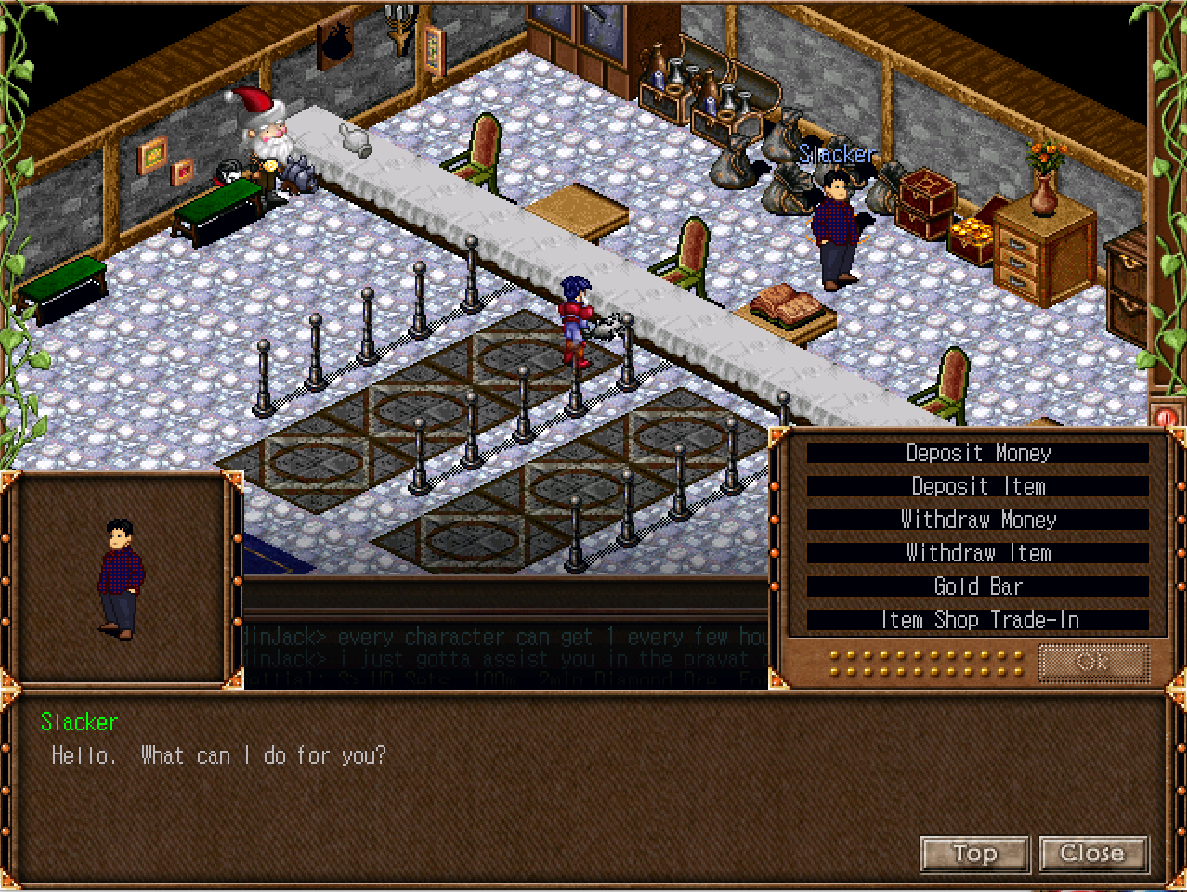 Slacker
Deposit Money
Deposit Item
Withdraw Money
Withdraw Item
Gold Bar
Item Shop Trade-In
Ok
inJack> every character can get 1 every few hou
inJack> i just gotta assist you in the pravat
Slacker
Hello. What can I do for you?
Top
Close